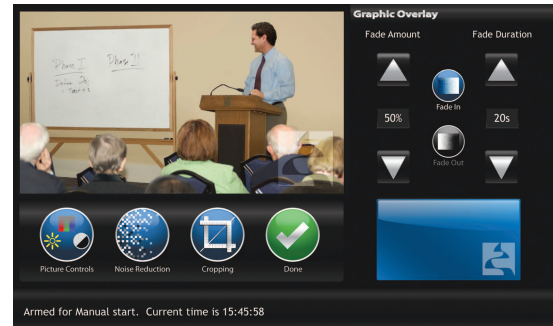 Graphic Overlay
Fade Amount
Fade Duration
Phase I
Phase II
Fade In
50%
20s
Fade Out
Picture Controls
Noise Reduction
Cropping
Done
Armed for Manual start. Current time is 15:45:58